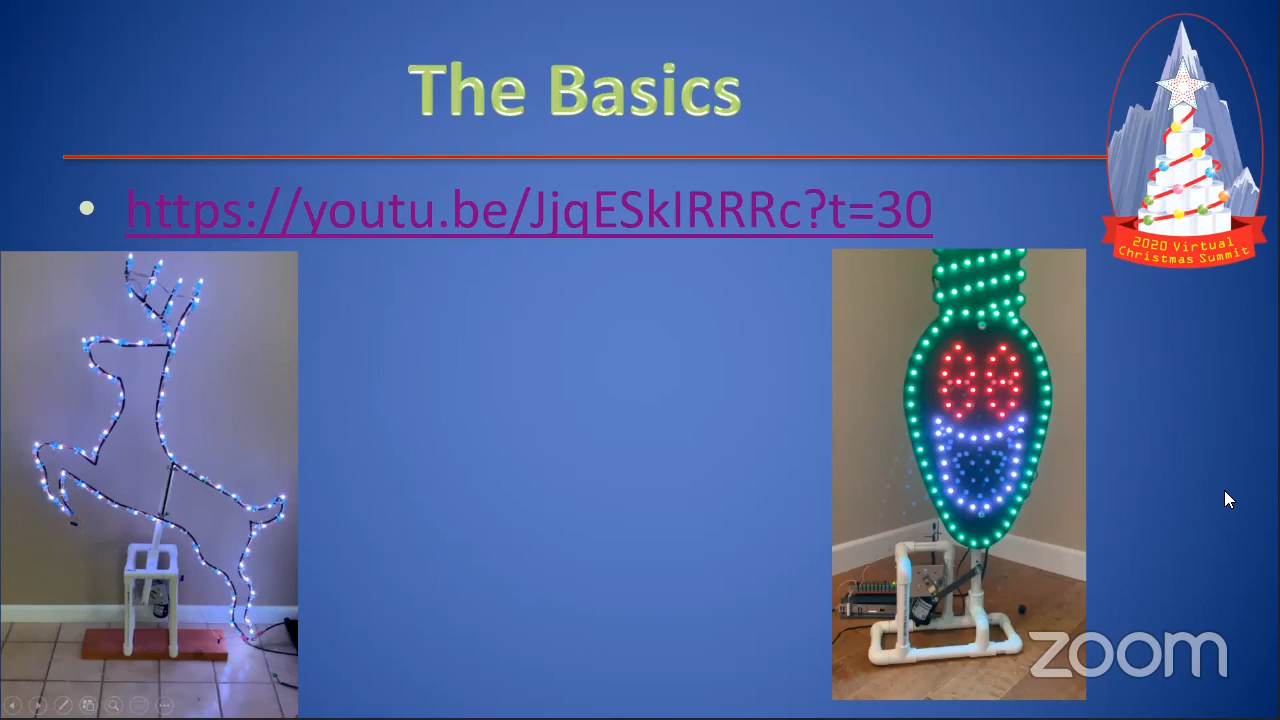 The Basics
https://youtu.be/JjqESkIRRRc?t=30
2020 Virtual
Christmas Summit
zoom